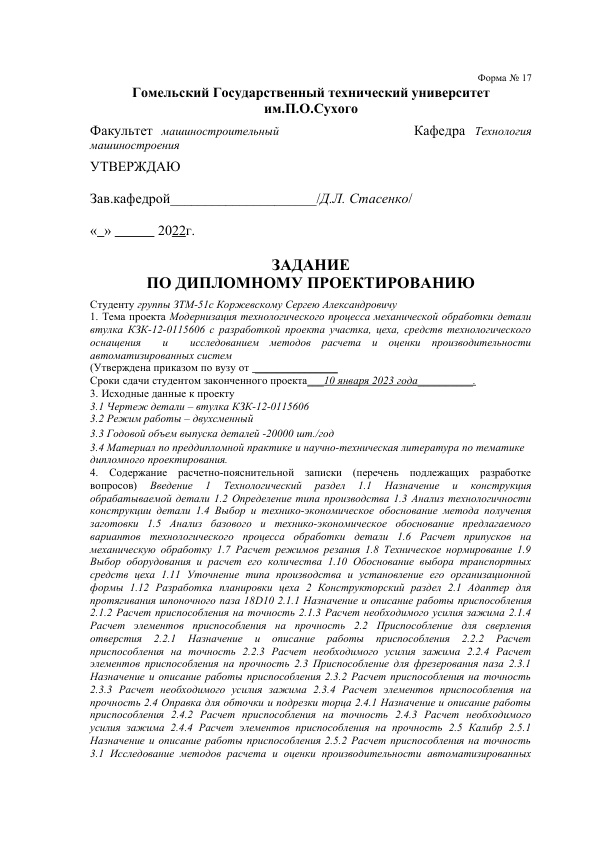 Форма № 17
Гомельский Государственный технический университет
им.П.О.Сухого
Факультет машиностроительный Кафедра Технология
машиностроения
УТВЕРЖДАЮ
Зав.кафедрой_____________________/Д.Л. Стасенко/
«_» ______ 2022г.
ЗАДАНИЕ
ПО ДИПЛОМНОМУ ПРОЕКТИРОВАНИЮ
Студенту группы ЗТМ-51с Коржевскому Сергею Александровичу
1. Тема проекта Модернизация технологического процесса механической обработки детали
втулка КЗК-12-0115606 с разработкой проекта участка, цеха, средств технологического
оснащения и исследованием методов расчета и оценки производительности
автоматизированных систем
(Утверждена приказом по вузу от _______________
Сроки сдачи студентом законченного проекта___10 января 2023 года__________.
3. Исходные данные к проекту
3.1 Чертеж детали – втулка КЗК-12-0115606
3.2 Режим работы – двухсменный
3.3 Годовой объем выпуска деталей -20000 шт./год
3.4 Материал по преддипломной практике и научно-техническая литература по тематике
дипломного проектирования.
4. Содержание расчетно-пояснительной записки (перечень подлежащих разработке
вопросов) Введение 1 Технологический раздел 1.1 Назначение и конструкция
обрабатываемой детали 1.2 Определение типа производства 1.3 Анализ технологичности
конструкции детали 1.4 Выбор и технико-экономическое обоснование метода получения
заготовки 1.5 Анализ базового и технико-экономическое обоснование предлагаемого
вариантов технологического процесса обработки детали 1.6 Расчет припусков на
механическую обработку 1.7 Расчет режимов резания 1.8 Техническое нормирование 1.9
Выбор оборудования и расчет его количества 1.10 Обоснование выбора транспортных
средств цеха 1.11 Уточнение типа производства и установление его организационной
формы 1.12 Разработка планировки цеха 2 Конструкторский раздел 2.1 Адаптер для
протягивания шпоночного паза 18D10 2.1.1 Назначение и описание работы приспособления
2.1.2 Расчет приспособления на точность 2.1.3 Расчет необходимого усилия зажима 2.1.4
Расчет элементов приспособления на прочность 2.2 Приспособление для сверления
отверстия 2.2.1 Назначение и описание работы приспособления 2.2.2 Расчет
приспособления на точность 2.2.3 Расчет необходимого усилия зажима 2.2.4 Расчет
элементов приспособления на прочность 2.3 Приспособление для фрезерования паза 2.3.1
Назначение и описание работы приспособления 2.3.2 Расчет приспособления на точность
2.3.3 Расчет необходимого усилия зажима 2.3.4 Расчет элементов приспособления на
прочность 2.4 Оправка для обточки и подрезки торца 2.4.1 Назначение и описание работы
приспособления 2.4.2 Расчет приспособления на точность 2.4.3 Расчет необходимого
усилия зажима 2.4.4 Расчет элементов приспособления на прочность 2.5 Калибр 2.5.1
Назначение и описание работы приспособления 2.5.2 Расчет приспособления на точность
3.1 Исследование методов расчета и оценки производительности автоматизированных